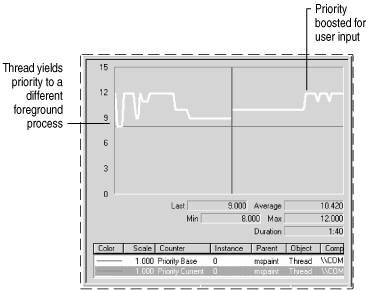 Priority
boosted for
user input
Thread yields
priority to a
different
foreground
process
15
12
9
6
3
0
Last 9.000 Average 10.420
Min 8.000 Max 12.000
Duration 1:40
Color Scale Counter Instance Parent Object Comp
1.000 Priority Base 0 mspaint Thread \\COM
1.000 Priority Current 0 mspaint Thread \\COM